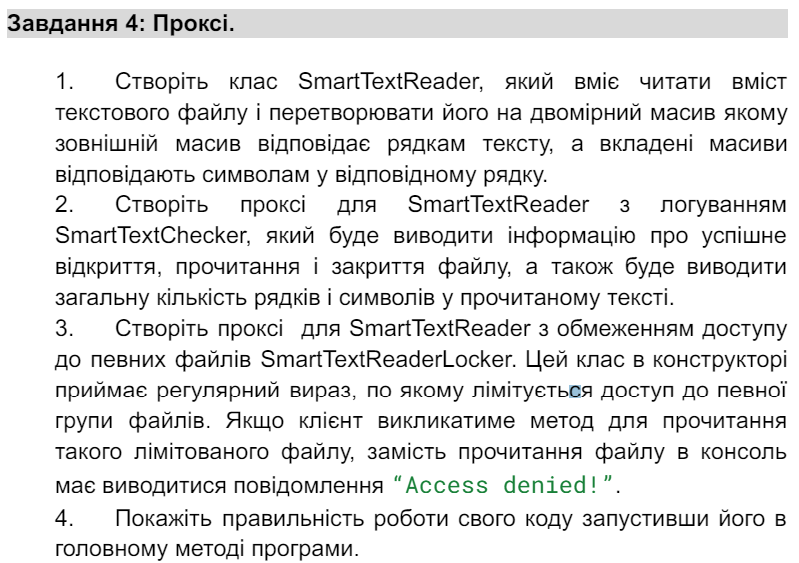 Завдання 4: Проксі.
1. Створіть клас SmartTextReader, який вміє читати вміст
текстового файлу і перетворювати його на двомірний масив якому
зовнішній масив відповідає рядкам тексту, а вкладені масиви
відповідають символам у відповідному рядку.
2. Створіть проксі для SmartTextReader з логуванням
SmartTextChecker, який буде виводити інформацію про успішне
відкриття, прочитання і закриття файлу, а також буде виводити
загальну кількість рядків і символів у прочитаному тексті.
3. Створіть проксі для SmartTextReader з обмеженням доступу
до певних файлів SmartTextReaderLocker. Цей клас в конструкторі
приймає регулярний вираз, по якому лімітується доступ до певної
групи файлів. Якщо клієнт викликатиме метод для прочитання
такого лімітованого файлу, замість прочитання файлу в консоль
має виводитися повідомлення “Access denied!”.
4. Покажіть правильність роботи свого коду запустивши його в
головному методі програми.